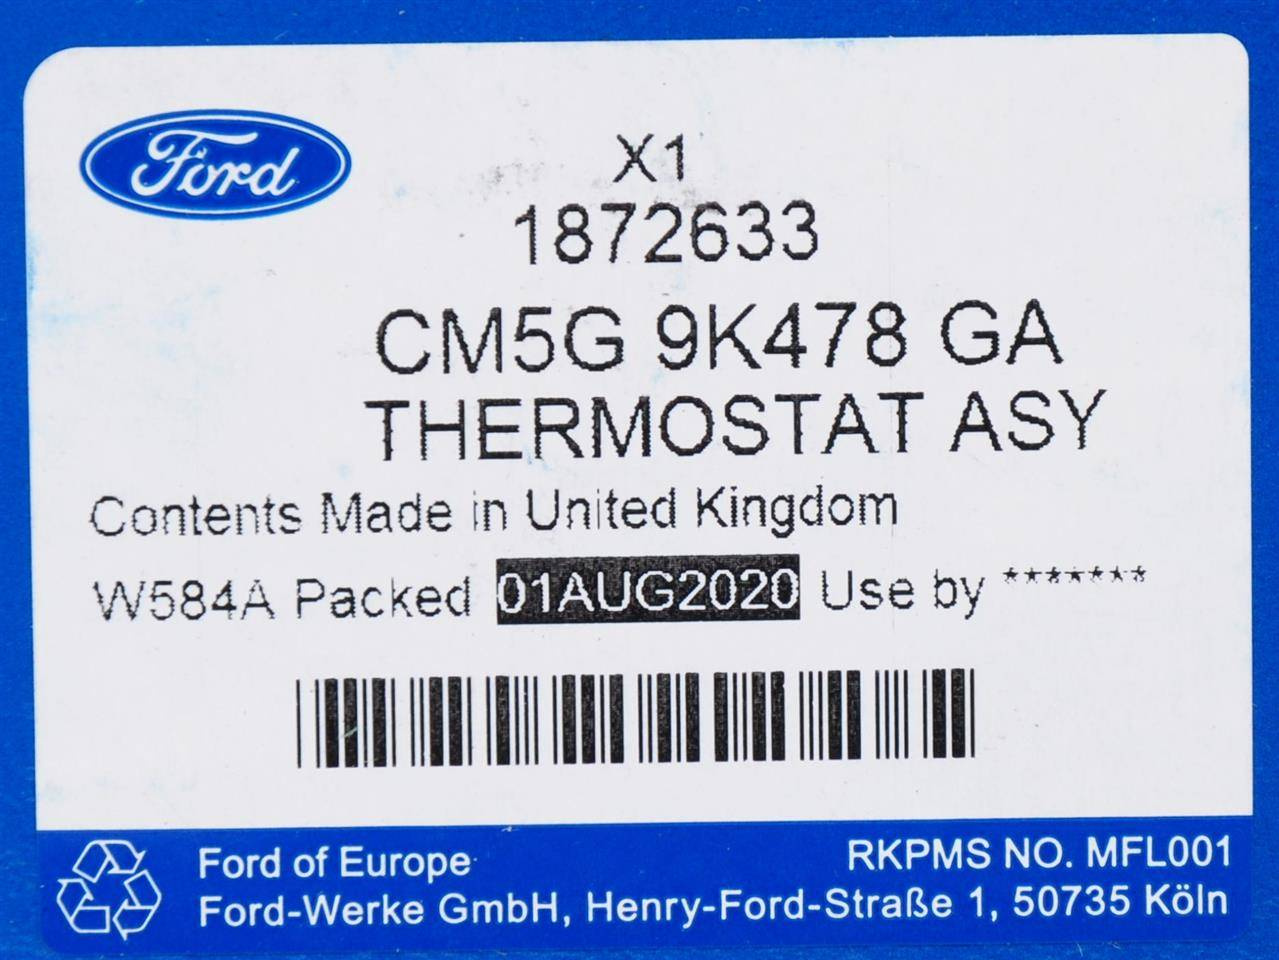 Ford
X1
1872633
CM5G 9K478 GA
THERMOSTAT ASY
Contents Made in United Kingdom
W584A Packed 01AUG2020 Use by *******
Ford of Europe
RKPMS NO. MFL001
Ford-Werke GmbH, Henry-Ford-Straße 1, 50735 Köln